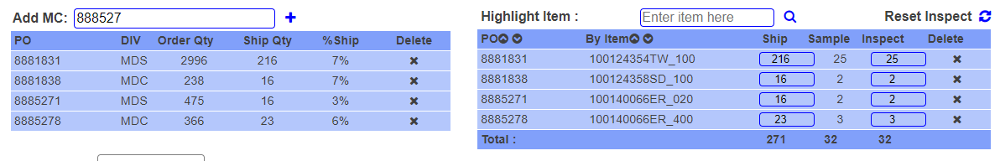 Add MC: 888527
PO DIV Order Qty Ship Qty %Ship Delete
8881831 MDS 2996 216 7%
8881838 MDC 238 16 7%
8885271 MDS 475 16 3%
8885278 MDC 366 23 6%
Highlight Item : Enter item here Reset Inspect
PO By Item Ship Sample Inspect Delete
8881831 100124354TW_100 216 25 25
8881838 100124358SD_100 16 2 2
8885271 100140066ER_020 16 2 2
8885278 100140066ER_400 23 3 3
Total : 271 32 32